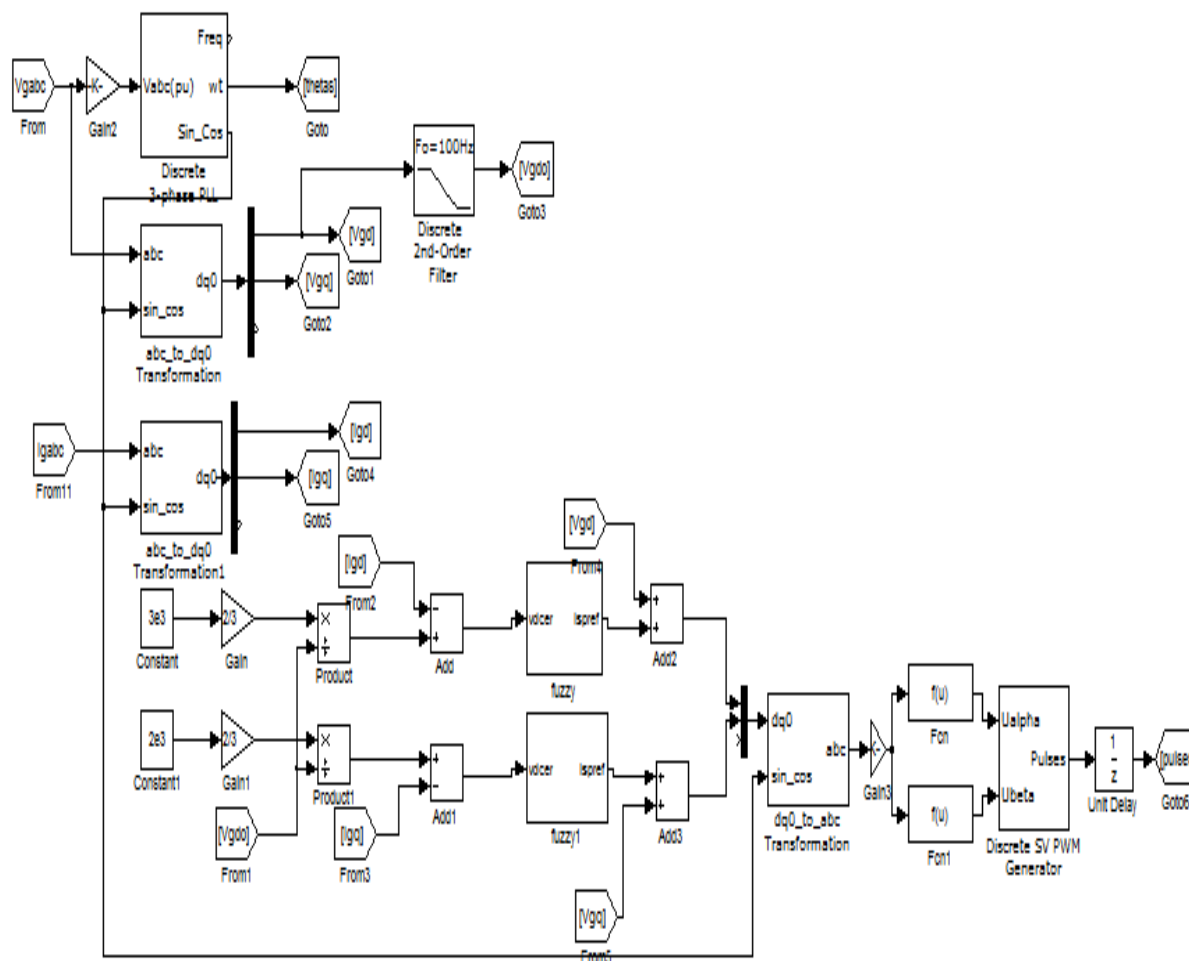 Vgabc
From
-K-
Gain2
Freq
Vabc(pu)
wt
Sin_Cos
Discrete
3-phase PLL
[thetas]
Goto
Fo=100Hz
Discrete
2nd-Order
Filter
[Vgdo]
Goto3
abc
dq0
sin_cos
abc_to_dq0
Transformation
[Vgd]
Goto1
[Vgq]
Goto2
Igabc
From11
abc
dq0
sin_cos
abc_to_dq0
Transformation1
[Igd]
Goto4
[Igq]
Goto5
[Igd]
From2
[Vgd]
From4
3e3
Constant
2/3
Gain
×
÷
Product
−
+
Add
vdcer
Ispref
fuzzy
+
+
Add2
2e3
Constant1
2/3
Gain1
×
÷
Product1
+
−
Add1
vdcer
Ispref
fuzzy1
+
+
Add3
[Vgdo]
From1
[Igq]
From3
[Vgq]
From5
dq0
abc
sin_cos
dq0_to_abc
Transformation
Gain3
f(u)
Fcn
f(u)
Fcn1
Ualpha
Pulses
Ubeta
Discrete SV PWM
Generator
1
z
Unit Delay
[pulses
Goto6